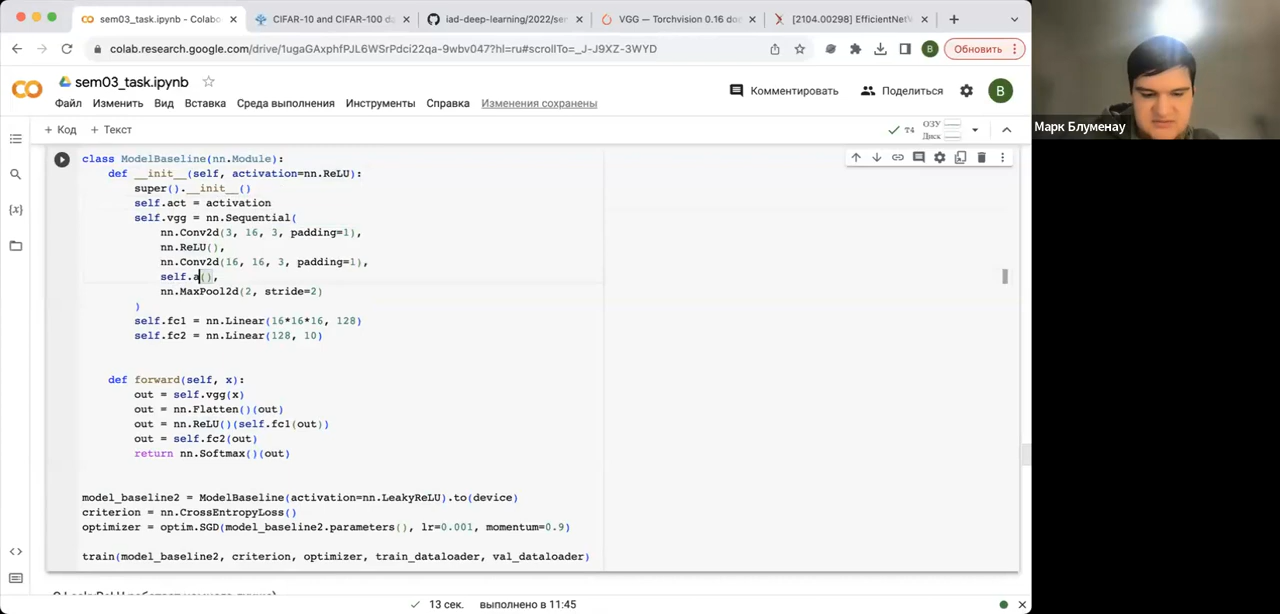 sem03_task.ipynb - Colabo
CIFAR-10 and CIFAR-100 da
iad-deep-learning/2022/se
VGG — Torchvision 0.16 do
[2104.00298] EfficientNet
colab.research.google.com/drive/1ugaGAxphfPJL6WSrPdci22qa-9wbv047?hl=ru#scrollTo=_J-J9XZ-3WYD
B
Обновить
sem03_task.ipynb
Файл Изменить Вид Вставка Среда выполнения Инструменты Справка Изменения сохранены
Комментировать
Поделиться
B
Марк Блуменау
+ Код + Текст
T4
ОЗУ
Диск
class ModelBaseline(nn.Module):
def __init__(self, activation=nn.ReLU):
super().__init__()
self.act = activation
self.vgg = nn.Sequential(
nn.Conv2d(3, 16, 3, padding=1),
nn.ReLU(),
nn.Conv2d(16, 16, 3, padding=1),
self.a(),
nn.MaxPool2d(2, stride=2)
)
self.fc1 = nn.Linear(16*16*16, 128)
self.fc2 = nn.Linear(128, 10)
def forward(self, x):
out = self.vgg(x)
out = nn.Flatten()(out)
out = nn.ReLU()(self.fc1(out))
out = self.fc2(out)
return nn.Softmax()(out)
model_baseline2 = ModelBaseline(activation=nn.LeakyReLU).to(device)
criterion = nn.CrossEntropyLoss()
optimizer = optim.SGD(model_baseline2.parameters(), lr=0.001, momentum=0.9)
train(model_baseline2, criterion, optimizer, train_dataloader, val_dataloader)
13 сек. выполнено в 11:45